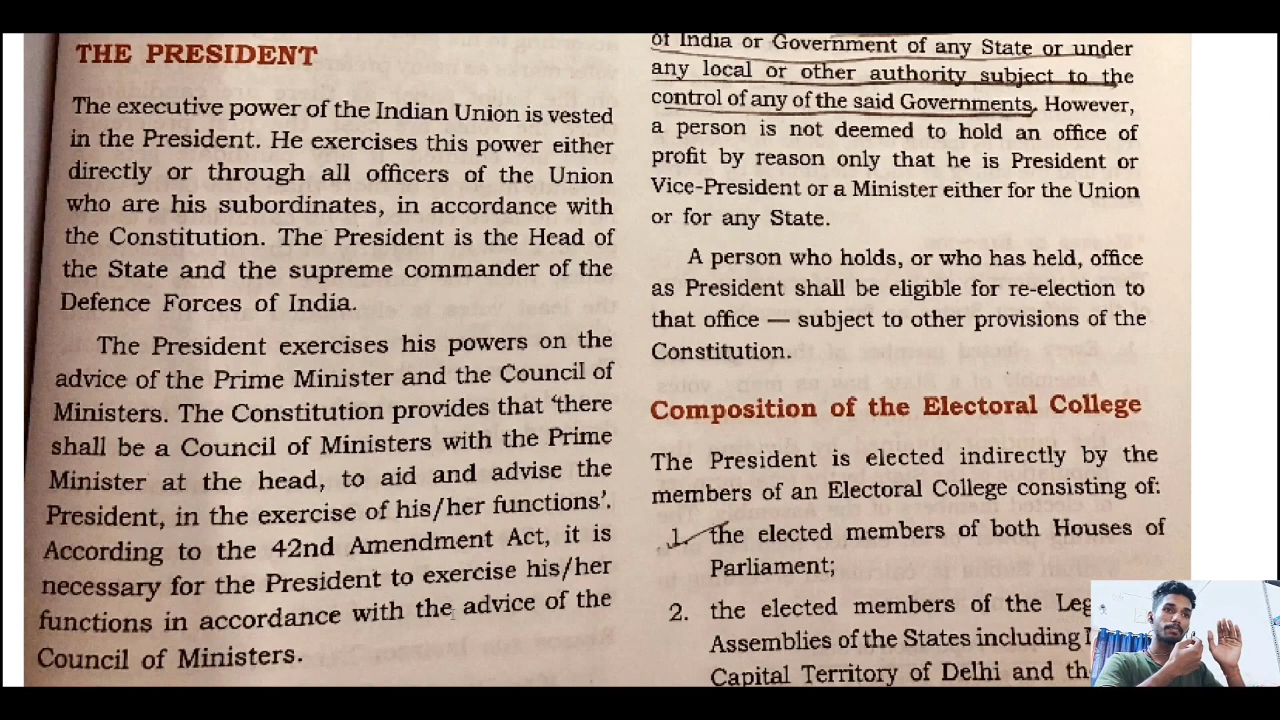 THE PRESIDENT
The executive power of the Indian Union is vested
in the President. He exercises this power either
directly or through all officers of the Union
who are his subordinates, in accordance with
the Constitution. The President is the Head of
the State and the supreme commander of the
Defence Forces of India.
The President exercises his powers on the
advice of the Prime Minister and the Council of
Ministers. The Constitution provides that 'there
shall be a Council of Ministers with the Prime
Minister at the head, to aid and advise the
President, in the exercise of his/her functions'.
According to the 42nd Amendment Act, it is
necessary for the President to exercise his/her
functions in accordance with the advice of the
Council of Ministers.
of India or Government of any State or under
any local or other authority subject to the
control of any of the said Governments. However,
a person is not deemed to hold an office of
profit by reason only that he is President or
Vice-President or a Minister either for the Union
or for any State.
A person who holds, or who has held, office
as President shall be eligible for re-election to
that office — subject to other provisions of the
Constitution.
Composition of the Electoral College
The President is elected indirectly by the
members of an Electoral College consisting of:
1. the elected members of both Houses of
Parliament;
2. the elected members of the Leg
Assemblies of the States including
Capital Territory of Delhi and